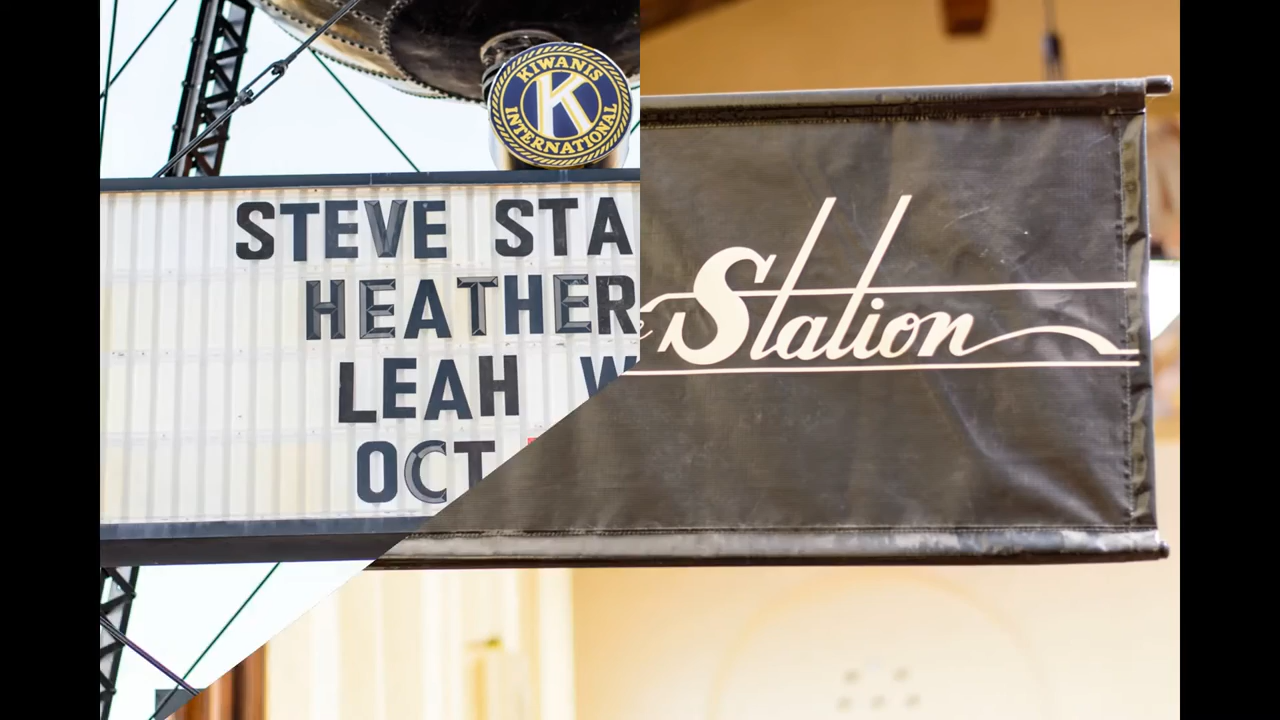 KIWANIS
K
INTERNATIONAL
STEVE STA
HEATHER
LEAH W
OCT
Station